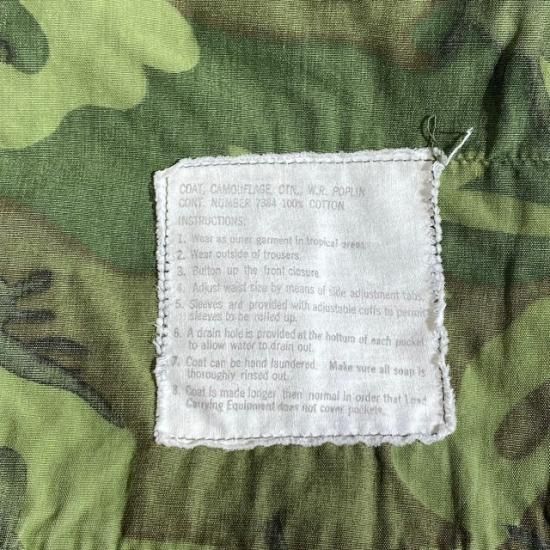 COAT, CAMOUFLAGE, CTN., W.R. POPLIN
CONT. NUMBER 7384 100% COTTON
INSTRUCTIONS:
1. Wear as outer garment in tropical areas.
2. Wear outside of trousers.
3. Button up the front closure.
4. Adjust waist size by means of side adjustment tabs.
5. Sleeves are provided with adjustable cuffs to permit
sleeves to be rolled up.
6. A drain hole is provided at the bottom of each pocket
to allow water to drain out.
7. Coat can be hand laundered. Make sure all soap is
thoroughly rinsed out.
8. Coat is made longer then normal in order that Load
Carrying Equipment does not cover pockets.